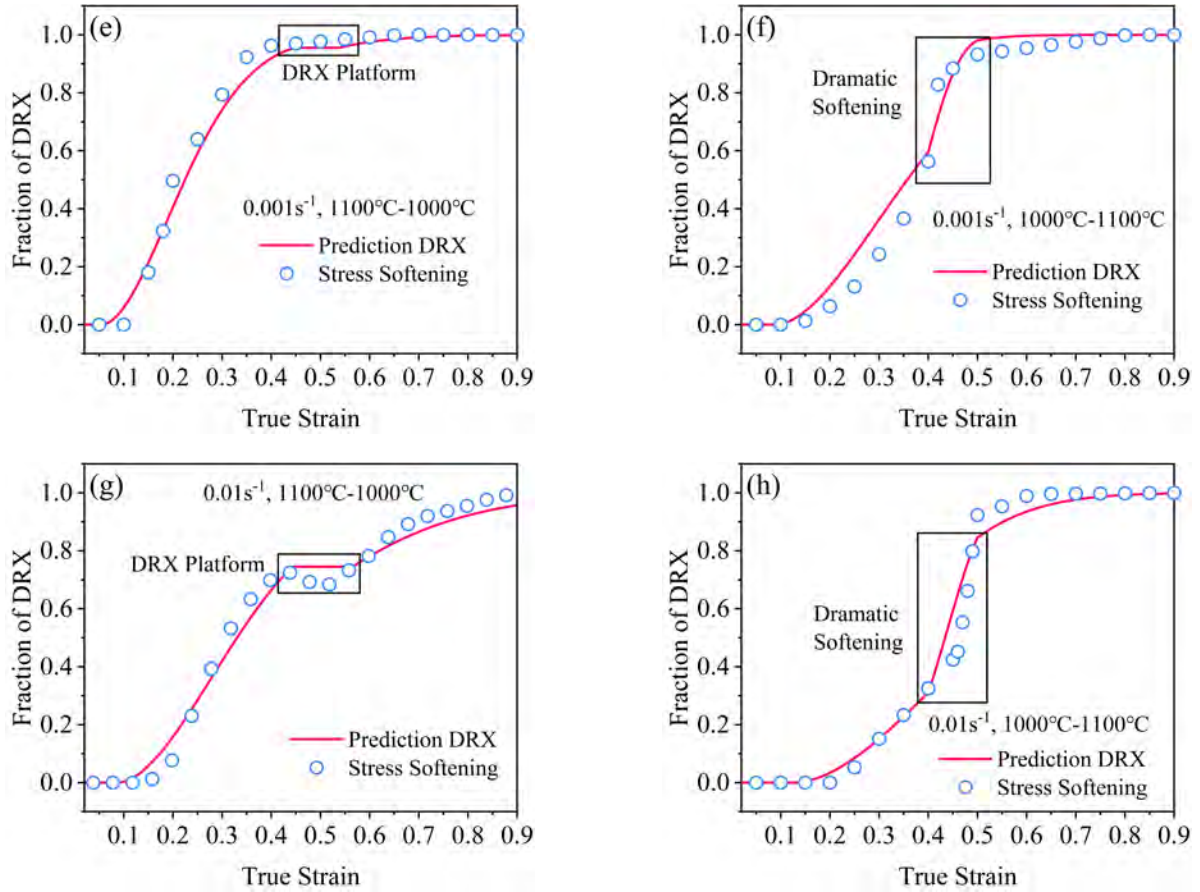 (e)
1.0
0.8
0.6
0.4
0.2
0.0
Fraction of DRX
DRX Platform
0.001s⁻¹, 1100℃-1000℃
Prediction DRX
Stress Softening
0.1 0.2 0.3 0.4 0.5 0.6 0.7 0.8 0.9
True Strain
(f)
1.0
0.8
0.6
0.4
0.2
0.0
Fraction of DRX
Dramatic
Softening
0.001s⁻¹, 1000℃-1100℃
Prediction DRX
Stress Softening
0.1 0.2 0.3 0.4 0.5 0.6 0.7 0.8 0.9
True Strain
(g)
1.0
0.8
0.6
0.4
0.2
0.0
Fraction of DRX
0.01s⁻¹, 1100℃-1000℃
DRX Platform
Prediction DRX
Stress Softening
0.1 0.2 0.3 0.4 0.5 0.6 0.7 0.8 0.9
True Strain
(h)
1.0
0.8
0.6
0.4
0.2
0.0
Fraction of DRX
Dramatic
Softening
0.01s⁻¹, 1000℃-1100℃
Prediction DRX
Stress Softening
0.1 0.2 0.3 0.4 0.5 0.6 0.7 0.8 0.9
True Strain